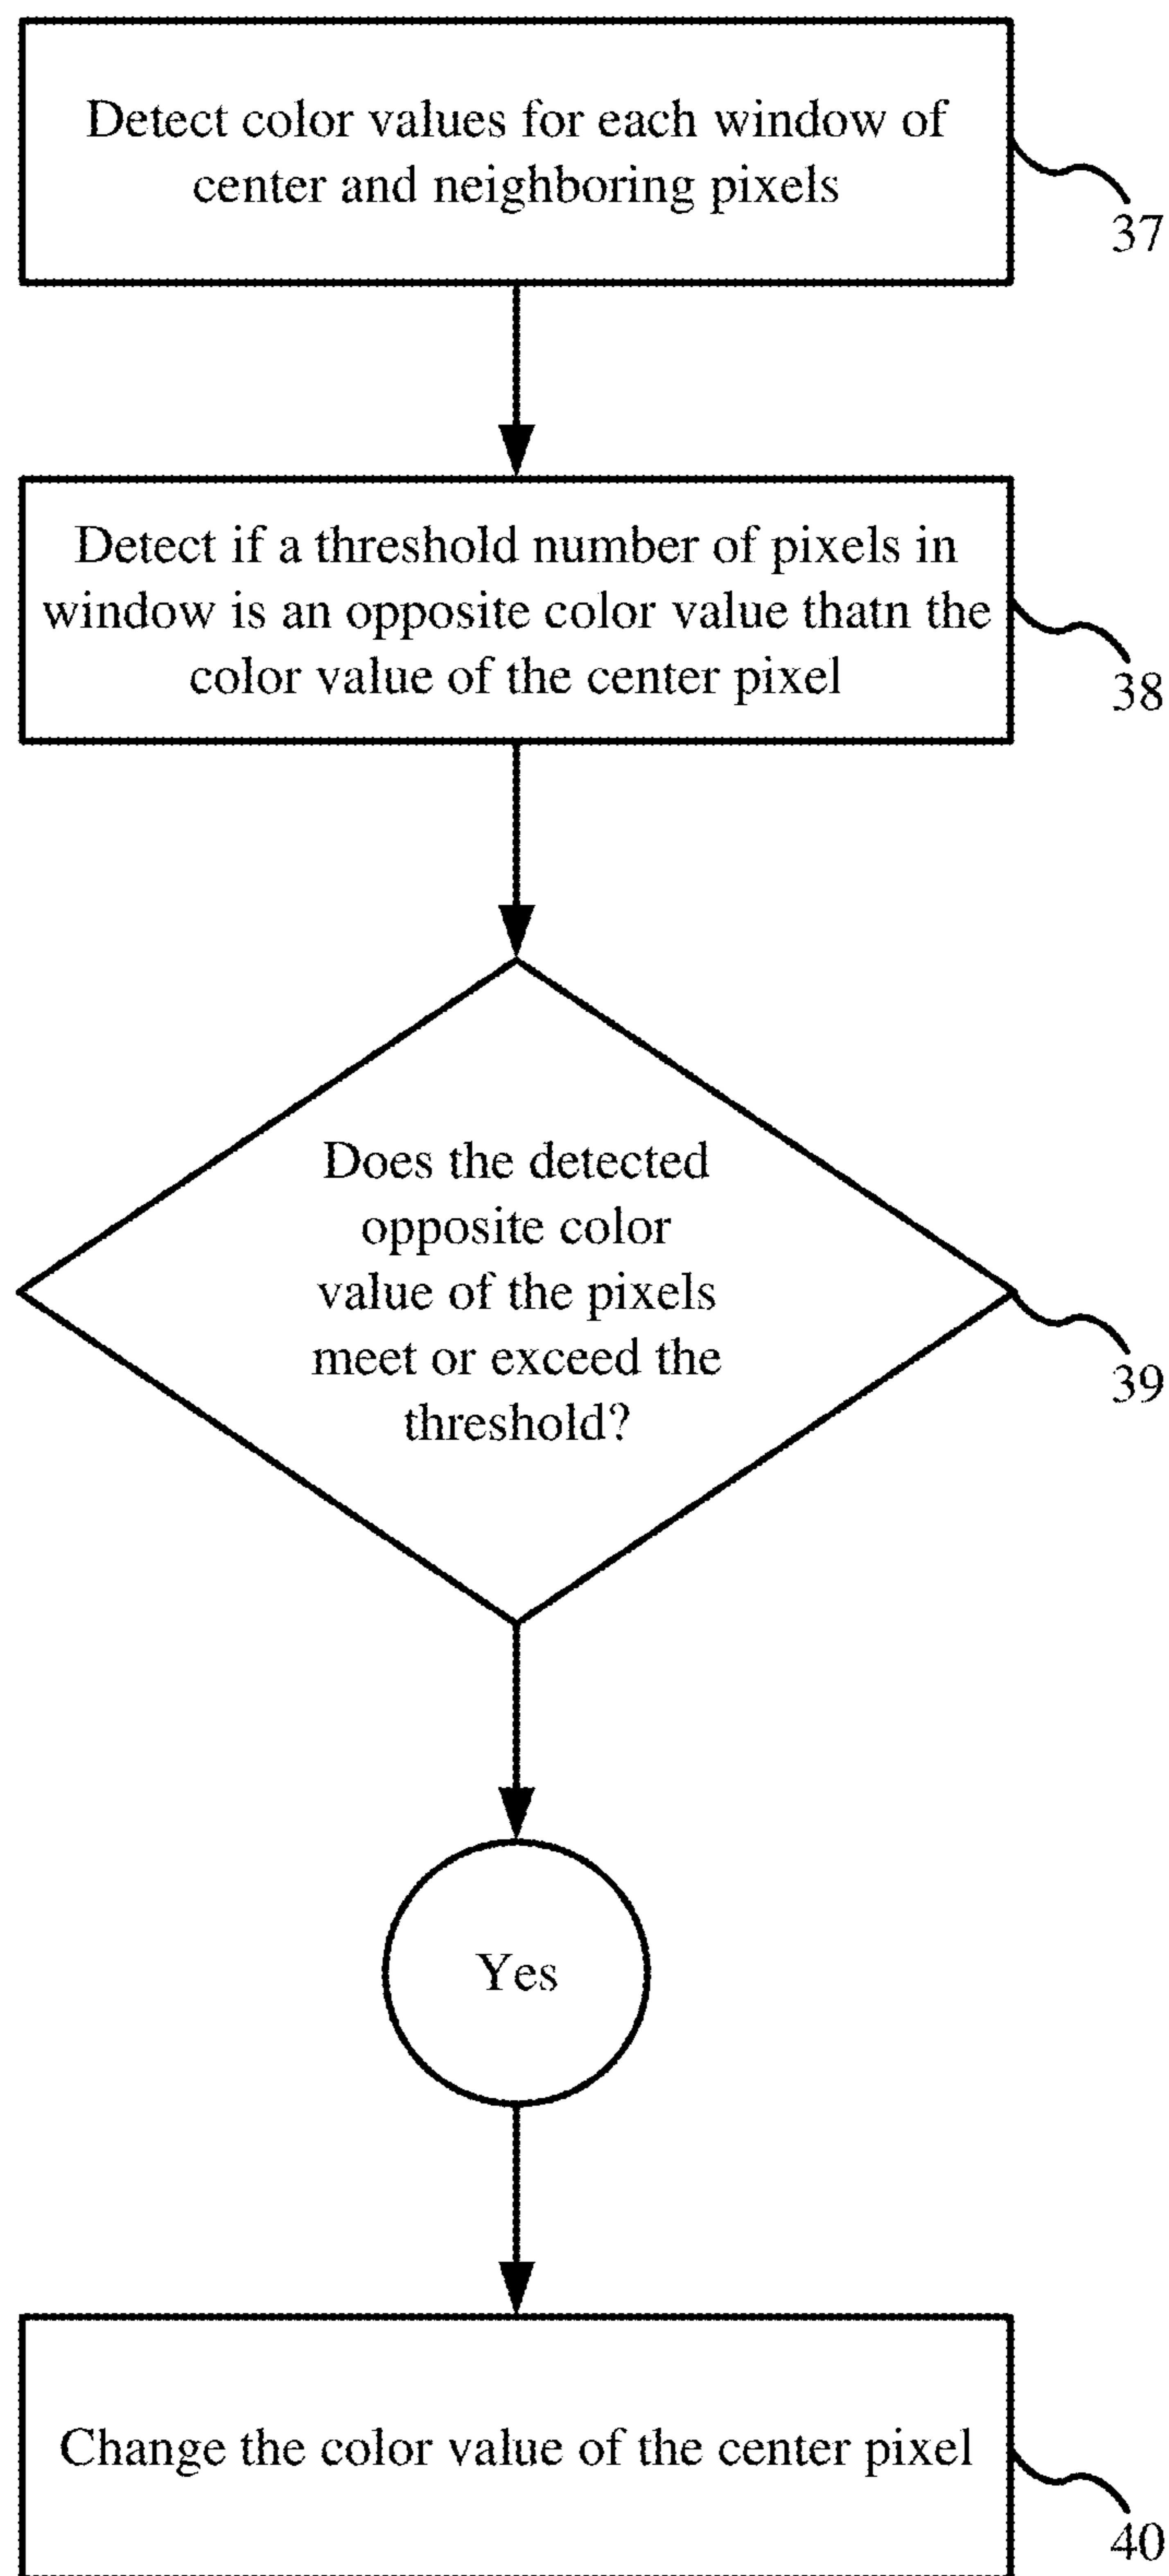 Detect color values for each window of
center and neighboring pixels
37
Detect if a threshold number of pixels in
window is an opposite color value thatn the
color value of the center pixel
38
Does the detected
opposite color
value of the pixels
meet or exceed the
threshold?
39
Yes
Change the color value of the center pixel
40